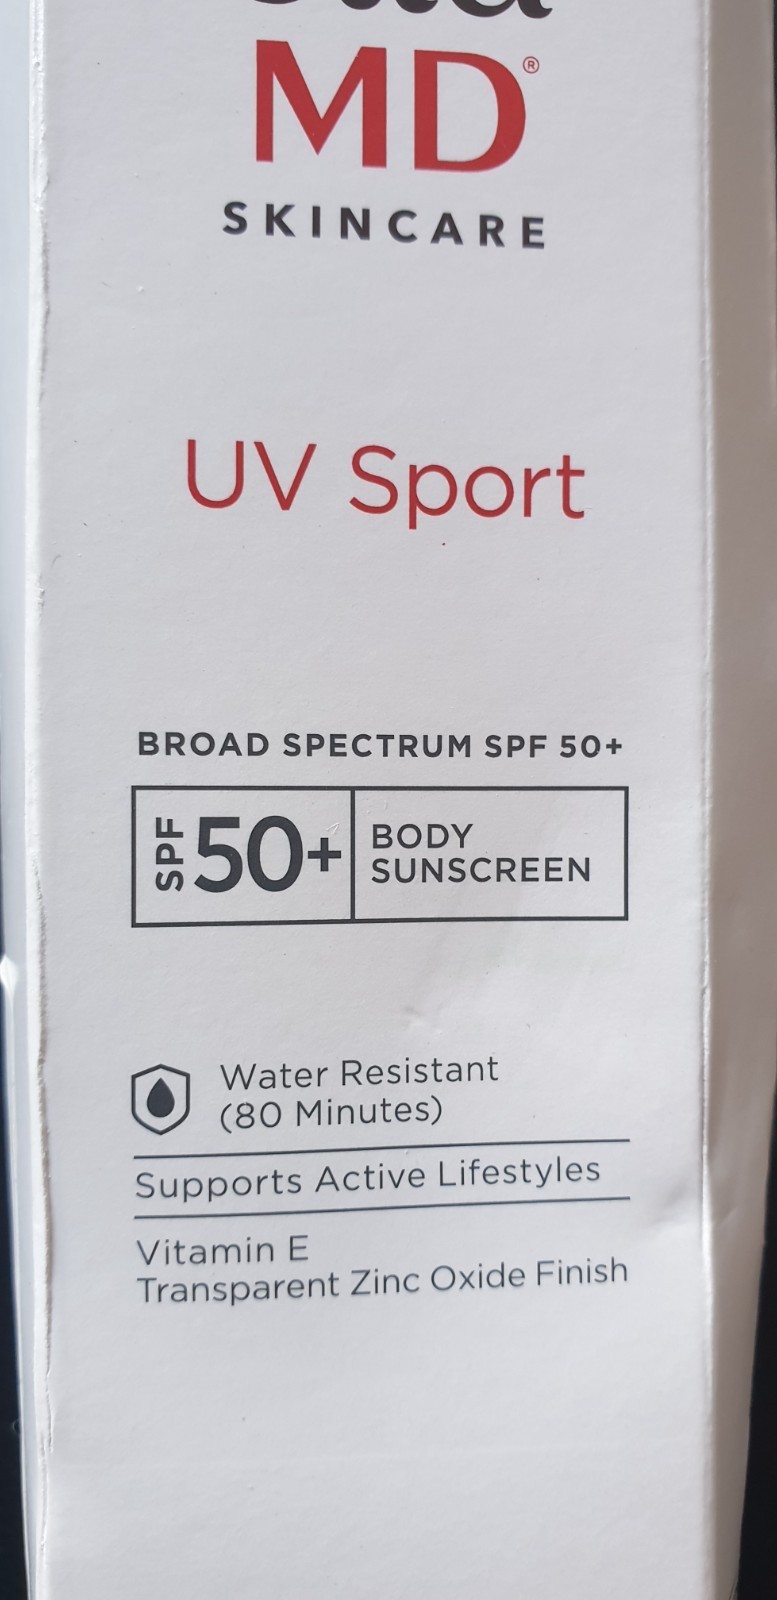 MD®
SKINCARE
UV Sport
BROAD SPECTRUM SPF 50+
SPF 50+
BODY
SUNSCREEN
Water Resistant
(80 Minutes)
Supports Active Lifestyles
Vitamin E
Transparent Zinc Oxide Finish